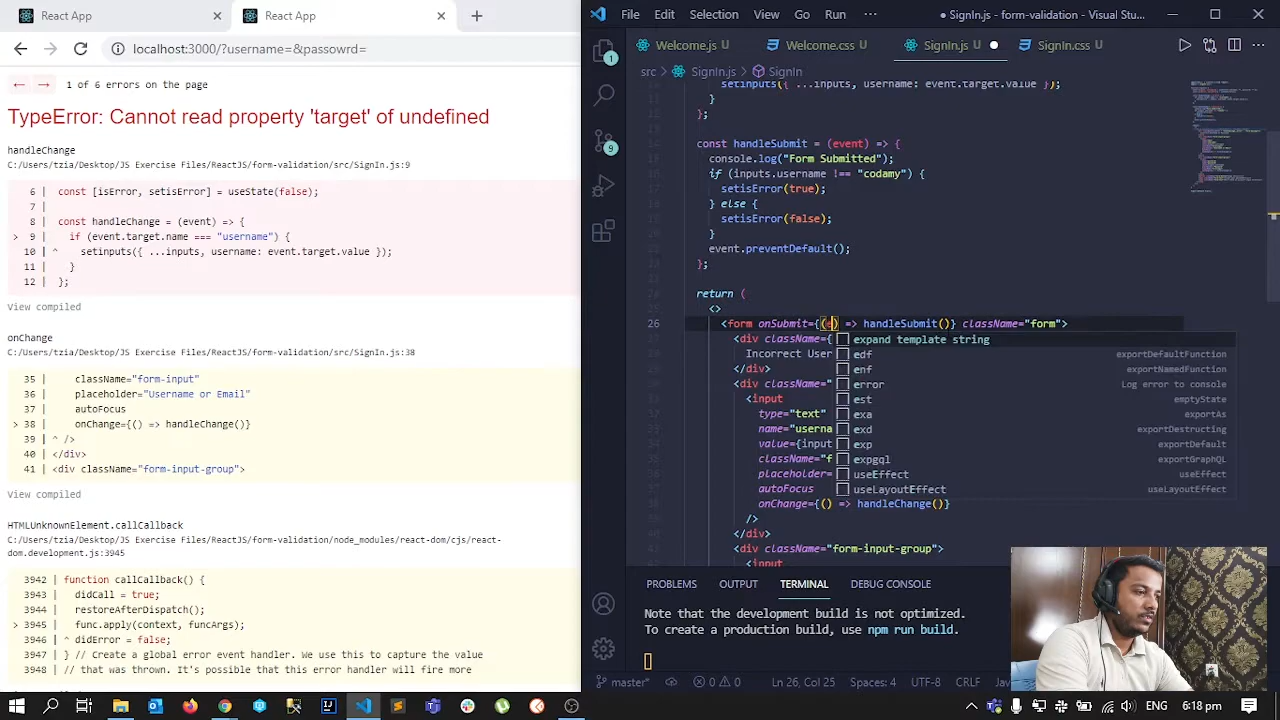 React App
React App
localhost:3000/?username=&passowrd=
1 of 6 errors on the page
TypeError: Cannot read property 'target' of undefined
handleChange
C:/Users/tzia/Desktop/JS Exercise Files/ReactJS/form-validation/src/SignIn.js:9
6 | const [isError, setisError] = useState(false);
7 |
8 | const handleChange = (event) => {
> 9 | if (event.target.name === "username") {
10 | ^ setinputs({ ...inputs, username: event.target.value });
11 | }
12 | };
View compiled
onChange
C:/Users/tzia/Desktop/JS Exercise Files/ReactJS/form-validation/src/SignIn.js:38
35 | className="form-input"
36 | placeholder="Username or Email"
37 | autoFocus
> 38 | onChange={() => handleChange()}
39 | ^ />
40 | </div>
41 | <div className="form-input-group">
View compiled
HTMLUnknownElement.callCallback
C:/Users/tzia/Desktop/JS Exercise Files/ReactJS/form-validation/node_modules/react-dom/cjs/react-
dom.development.js:3945
3942 | function callCallback() {
3943 | didCall = true;
3944 | restoreAfterDispatch();
> 3945 | func.apply(context, funcArgs);
3946 | ^ didError = false;
3947 | } // Create a global error event handler. We use this to capture the value
3948 | // that was thrown. It's possible that this error handler will fire more
File Edit Selection View Go Run ... ● SignIn.js - form-validation - Visual Stu...
Welcome.js U Welcome.css U SignIn.js U SignIn.css U
src > SignIn.js > SignIn
setinputs({ ...inputs, username: event.target.value });
}
};
const handleSubmit = (event) => {
console.log("Form Submitted");
if (inputs.username !== "codamy") {
setisError(true);
} else {
setisError(false);
}
event.preventDefault();
};
return (
<>
26 <form onSubmit={(e) => handleSubmit()} className="form">
<div className={
Incorrect User
</div>
<div className="
<input
type="text"
name="userna
value={input
className="f
placeholder=
autoFocus
onChange={() => handleChange()}
/>
</div>
<div className="form-input-group">
<input
expand template string
edf exportDefaultFunction
enf exportNamedFunction
error Log error to console
est emptyState
exa exportAs
exd exportDestructing
exp exportDefault
expgql exportGraphQL
useEffect useEffect
useLayoutEffect useLayoutEffect
1
9
PROBLEMS OUTPUT TERMINAL DEBUG CONSOLE
Note that the development build is not optimized.
To create a production build, use npm run build.
master* 0 0 Ln 26, Col 25 Spaces: 4 UTF-8 CRLF Jav
ENG 6:18 pm